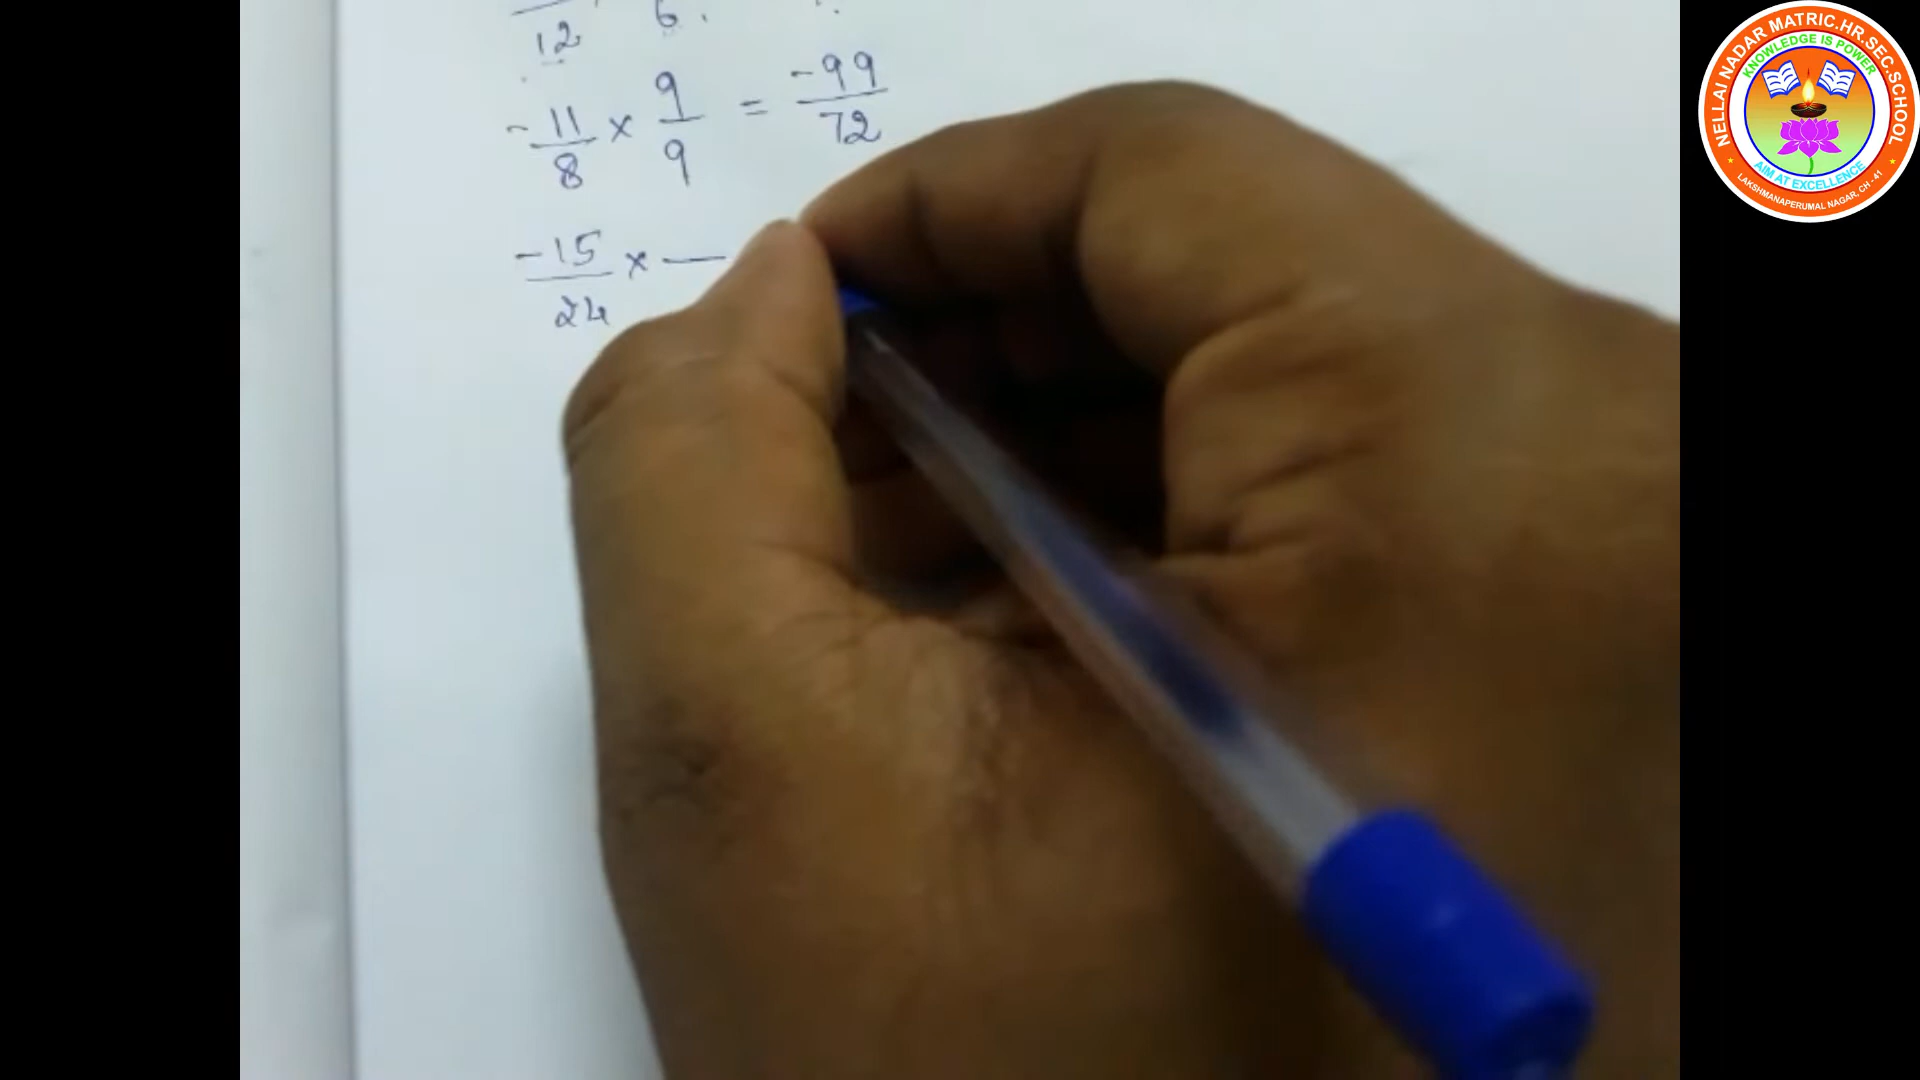 12 6
-11/8 × 9/9 = -99/72
-15/24 × —
NELLAI NADAR MATRIC.HR.SEC.SCHOOL
KNOWLEDGE IS POWER
AIM AT EXCELLENCE
LAKSHMANAPERUMAL NAGAR, CH - 41